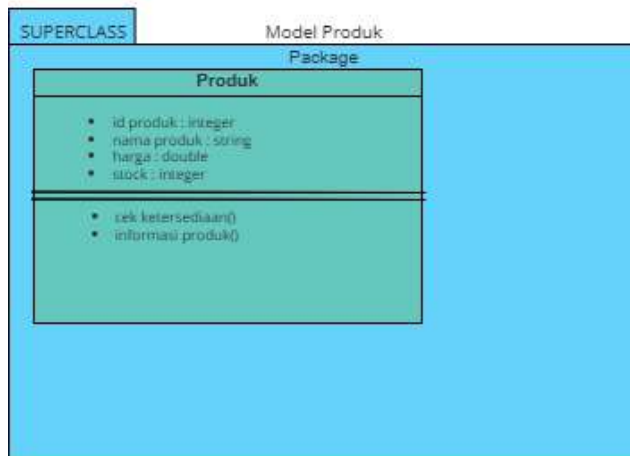 SUPERCLASS
Model Produk
Package
Produk
• id produk : integer
• nama produk : string
• harga : double
• stock : integer
• cek ketersediaan()
• informasi produk()